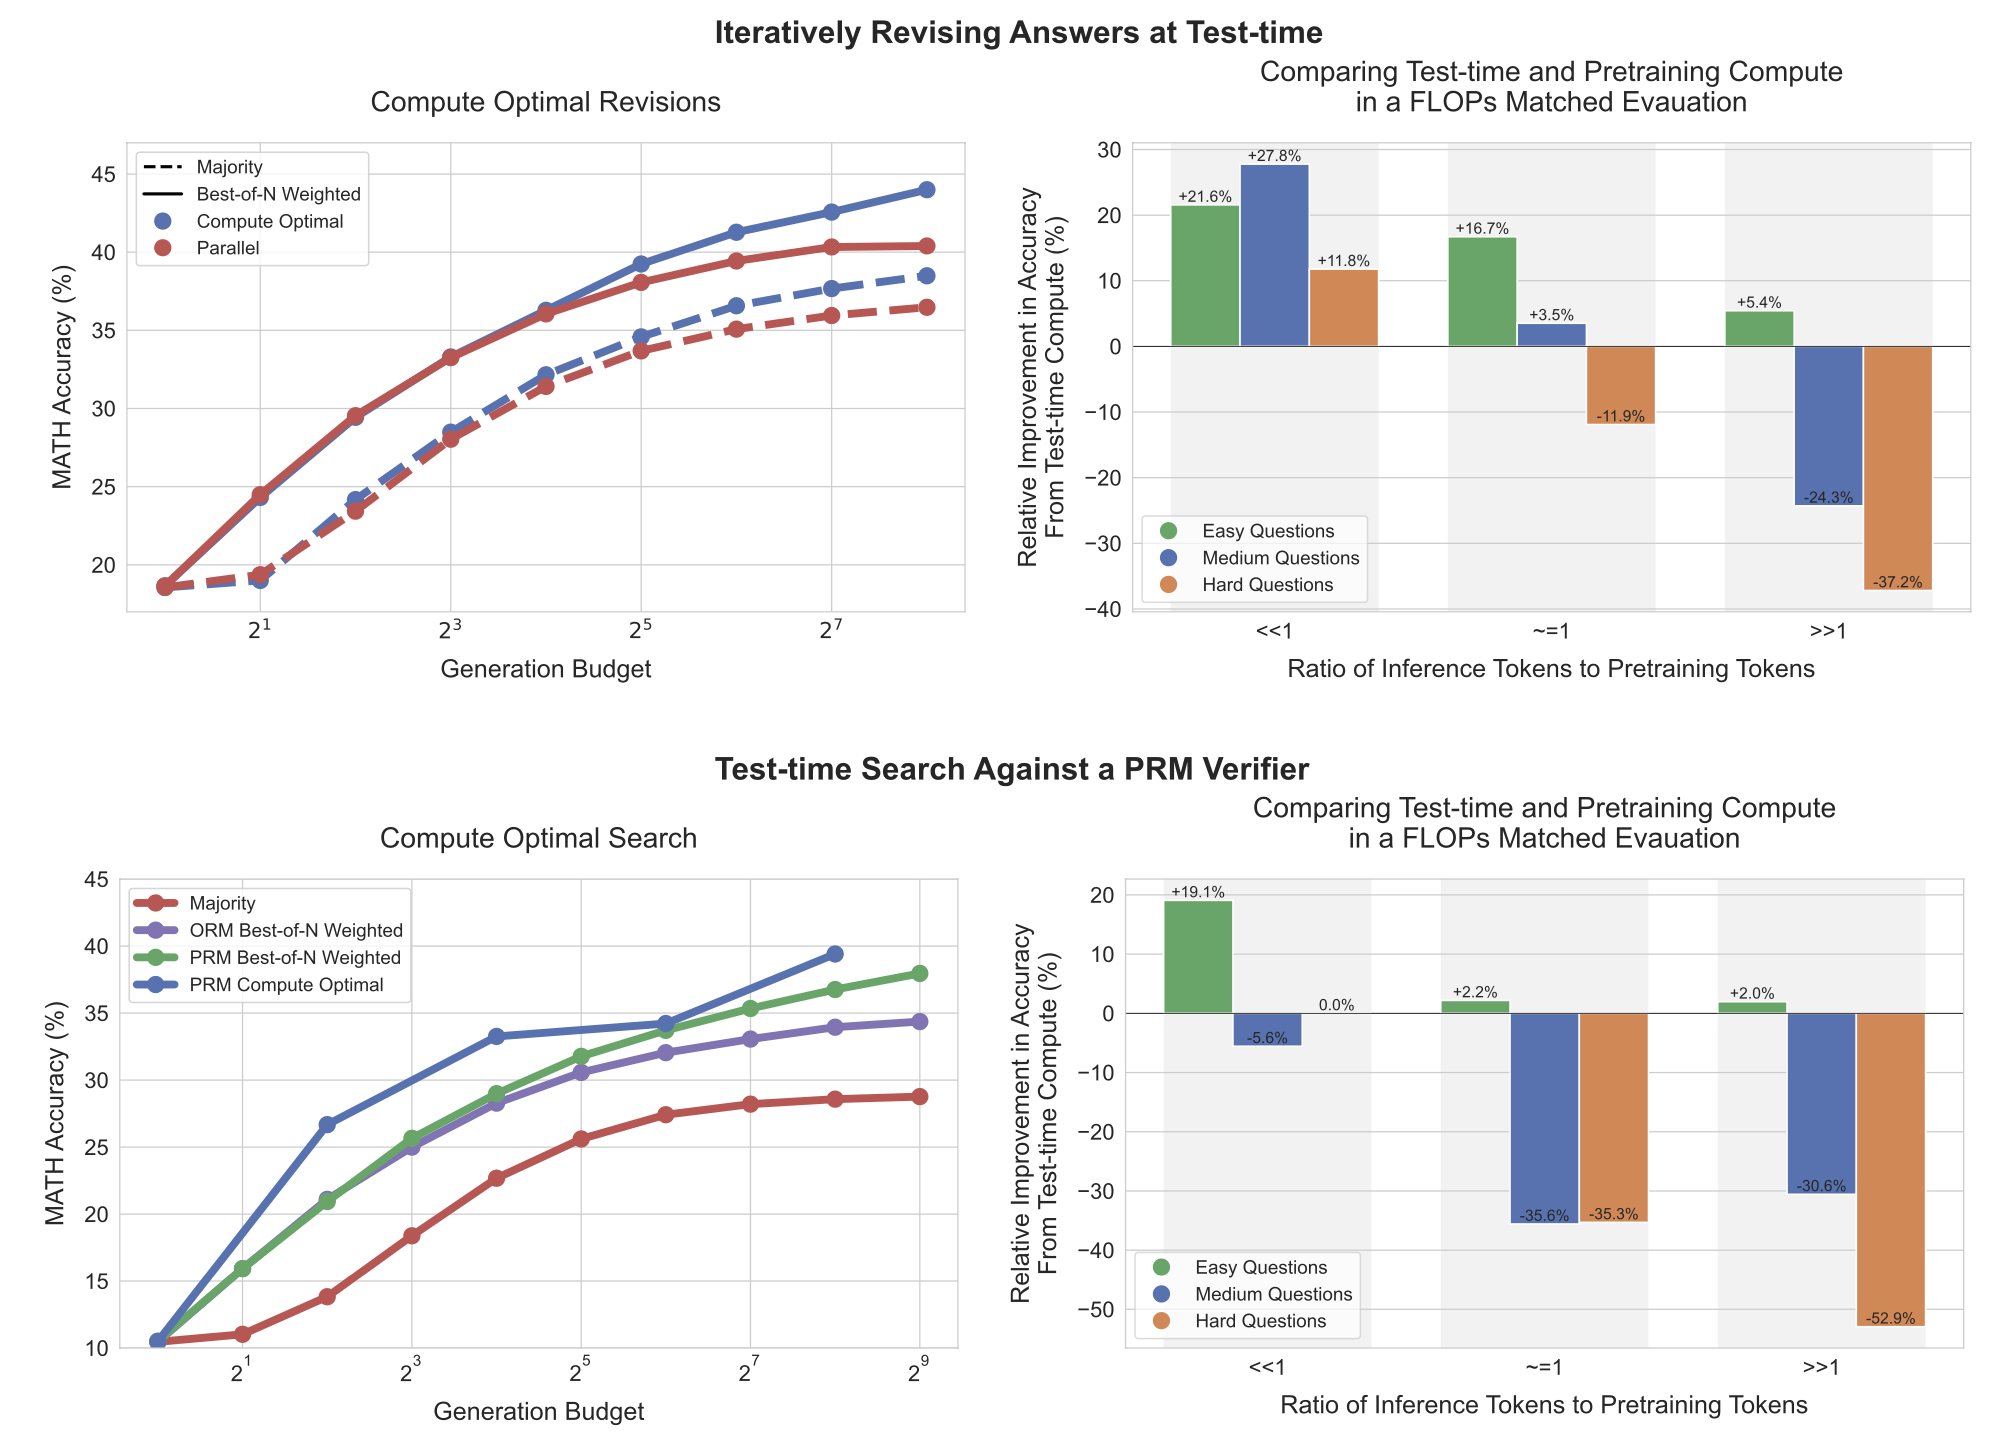 Iteratively Revising Answers at Test-time
Compute Optimal Revisions
MATH Accuracy (%)
45
40
35
30
25
20
Majority
Best-of-N Weighted
Compute Optimal
Parallel
2^1
2^3
2^5
2^7
Generation Budget
Comparing Test-time and Pretraining Compute
in a FLOPs Matched Evauation
Relative Improvement in Accuracy
From Test-time Compute (%)
30
20
10
0
−10
−20
−30
−40
+21.6%
+27.8%
+11.8%
+16.7%
+3.5%
-11.9%
+5.4%
-24.3%
-37.2%
Easy Questions
Medium Questions
Hard Questions
<<1
~=1
>>1
Ratio of Inference Tokens to Pretraining Tokens
Test-time Search Against a PRM Verifier
Compute Optimal Search
MATH Accuracy (%)
45
40
35
30
25
20
15
10
Majority
ORM Best-of-N Weighted
PRM Best-of-N Weighted
PRM Compute Optimal
2^1
2^3
2^5
2^7
2^9
Generation Budget
Comparing Test-time and Pretraining Compute
in a FLOPs Matched Evauation
Relative Improvement in Accuracy
From Test-time Compute (%)
20
10
0
−10
−20
−30
−40
−50
+19.1%
-5.6%
0.0%
+2.2%
-35.6%
-35.3%
+2.0%
-30.6%
-52.9%
Easy Questions
Medium Questions
Hard Questions
<<1
~=1
>>1
Ratio of Inference Tokens to Pretraining Tokens